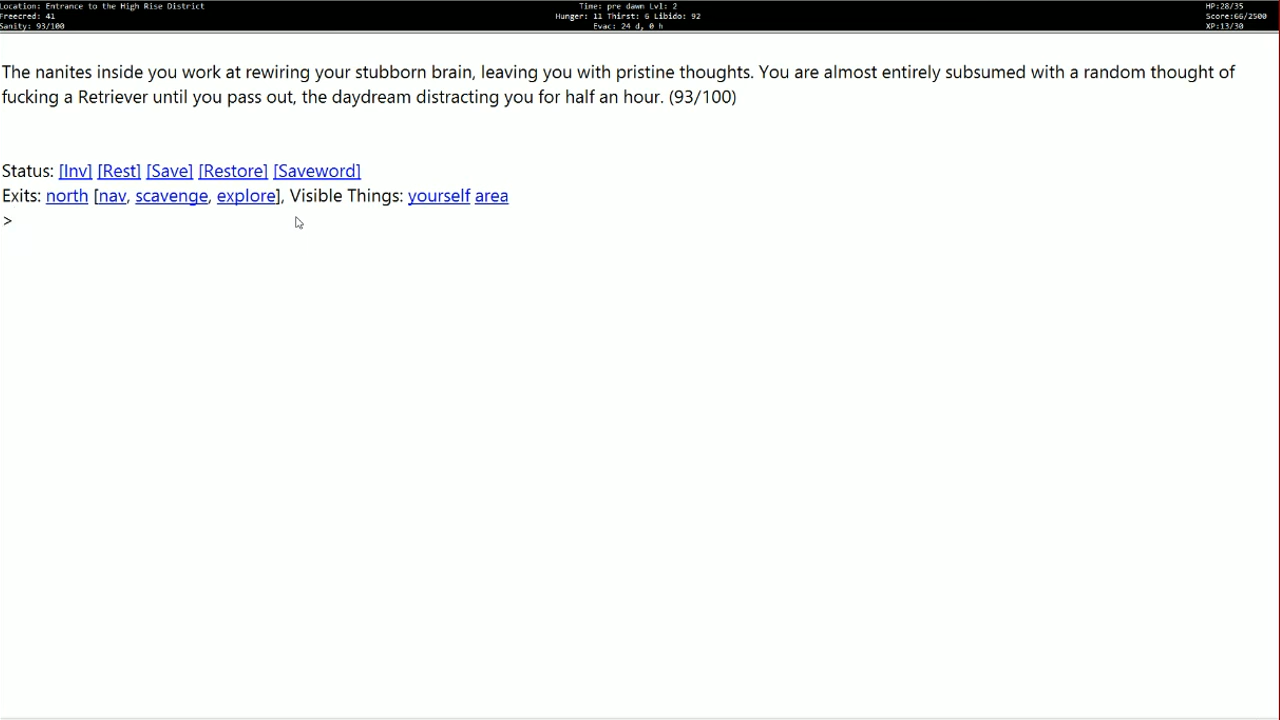 Location: Entrance to the High Rise District Time: pre dawn Lvl: 2 HP:28/35
Freecred: 41 Hunger: 11 Thirst: 6 Libido: 92 Score:66/2500
Sanity: 93/100 Evac: 24 d, 0 h XP:13/30
The nanites inside you work at rewiring your stubborn brain, leaving you with pristine thoughts. You are almost entirely subsumed with a random thought of
fucking a Retriever until you pass out, the daydream distracting you for half an hour. (93/100)
Status: [Inv] [Rest] [Save] [Restore] [Saveword]
Exits: north [nav, scavenge, explore], Visible Things: yourself area
>